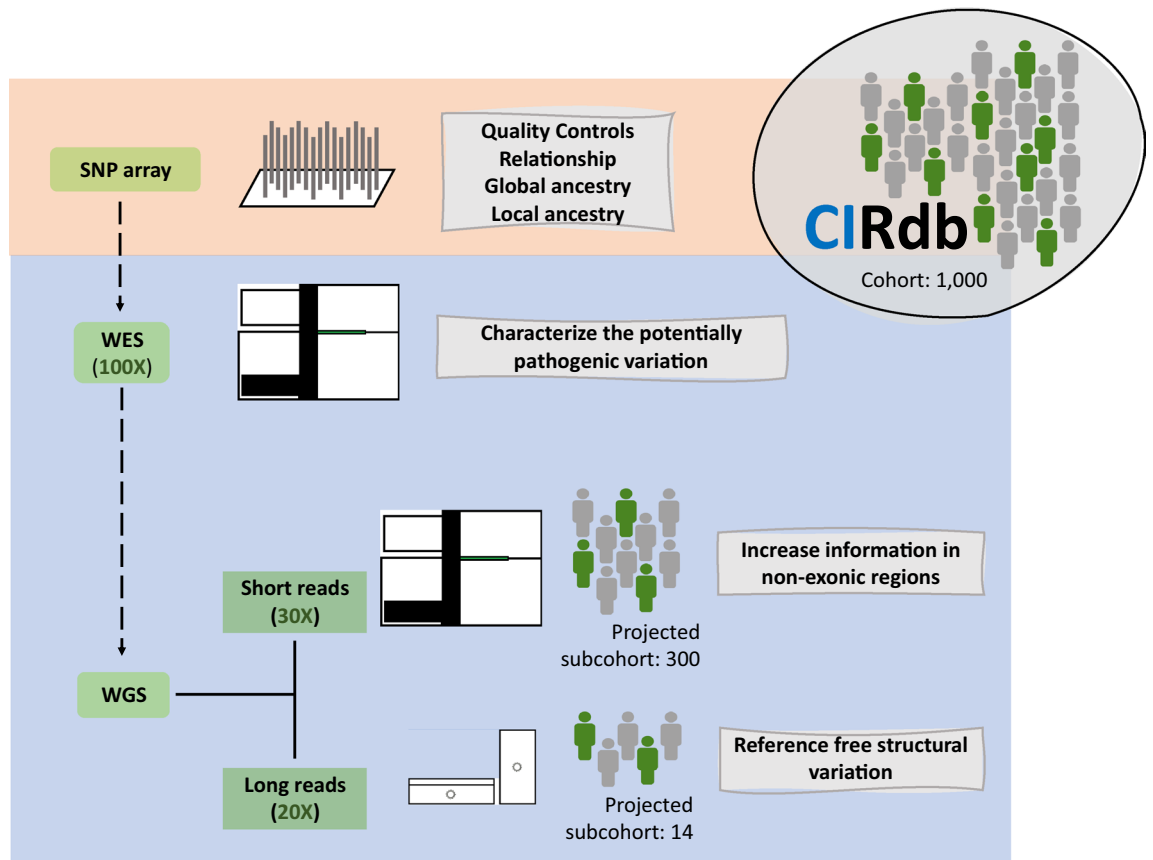 SNP array
Quality Controls
Relationship
Global ancestry
Local ancestry
CIRdb
Cohort: 1,000
WES
(100X)
Characterize the potentially
pathogenic variation
Short reads
(30X)
Projected
subcohort: 300
Increase information in
non-exonic regions
WGS
Long reads
(20X)
Projected
subcohort: 14
Reference free structural
variation